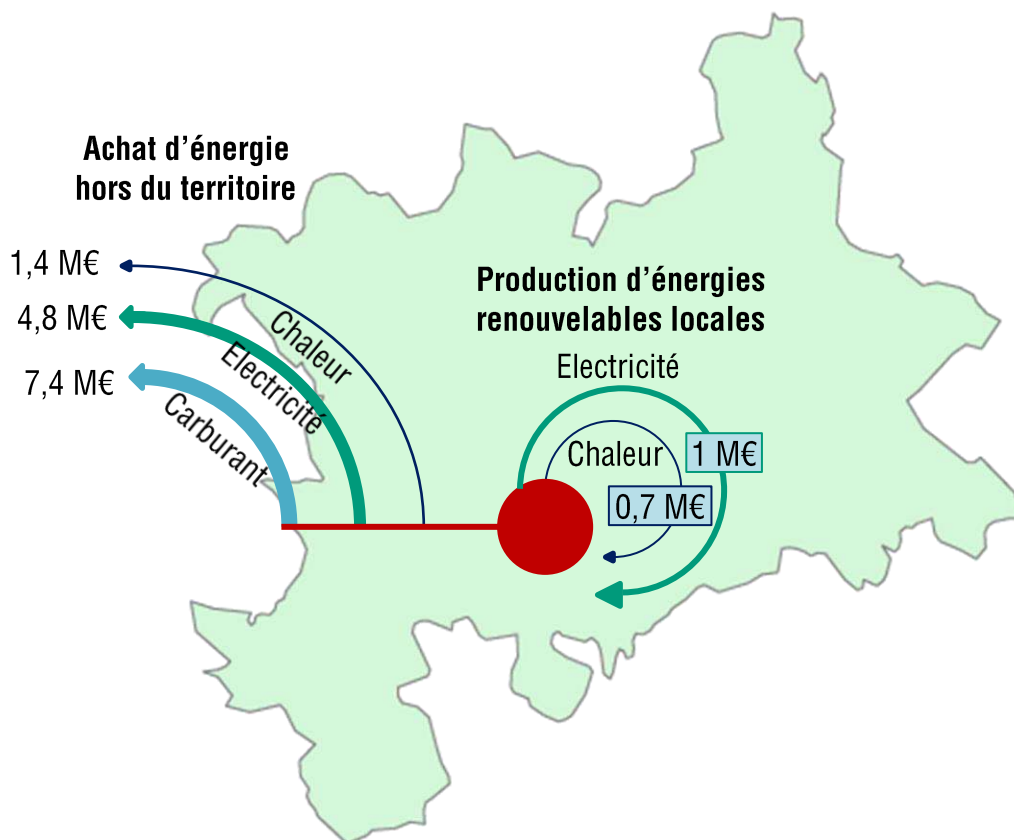 Achat d'énergie
hors du territoire
1,4 M€
4,8 M€
7,4 M€
Chaleur
Electricité
Carburant
Production d'énergies
renouvelables locales
Electricité
Chaleur
1 M€
0,7 M€